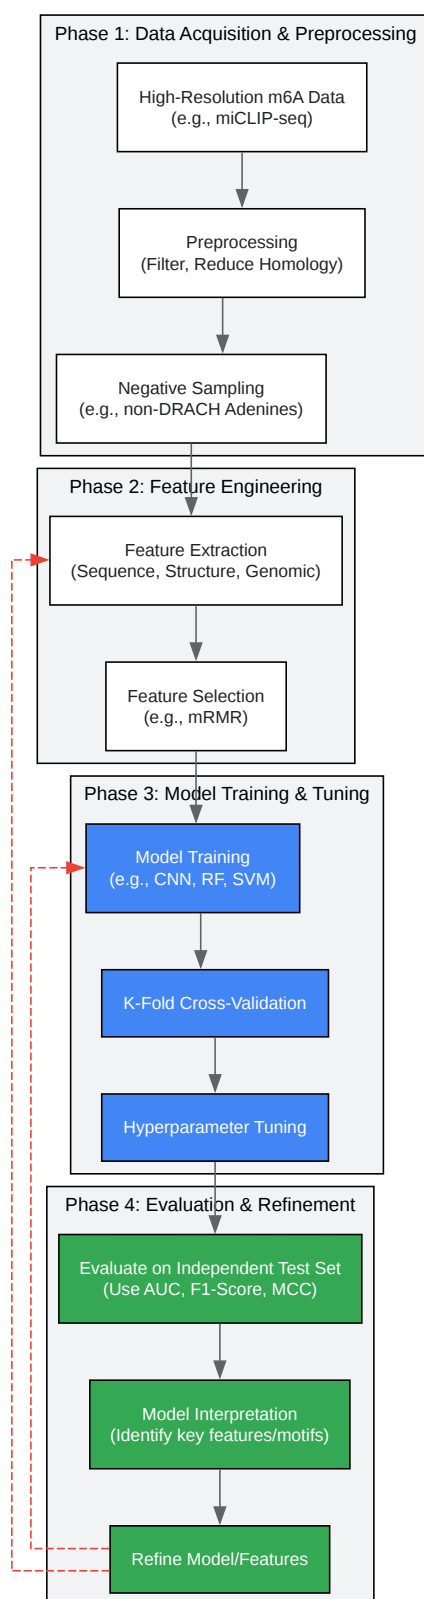 Phase 1: Data Acquisition & Preprocessing
High-Resolution m6A Data
(e.g., miCLIP-seq)
Preprocessing
(Filter, Reduce Homology)
Negative Sampling
(e.g., non-DRACH Adenines)
Phase 2: Feature Engineering
Feature Extraction
(Sequence, Structure, Genomic)
Feature Selection
(e.g., mRMR)
Phase 3: Model Training & Tuning
Model Training
(e.g., CNN, RF, SVM)
K-Fold Cross-Validation
Hyperparameter Tuning
Phase 4: Evaluation & Refinement
Evaluate on Independent Test Set
(Use AUC, F1-Score, MCC)
Model Interpretation
(Identify key features/motifs)
Refine Model/Features